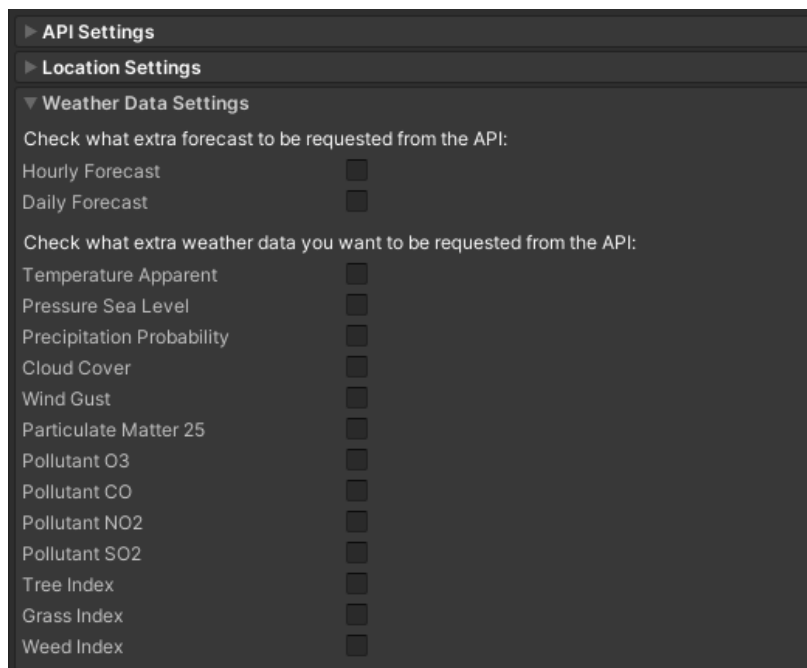 API Settings
Location Settings
Weather Data Settings
Check what extra forecast to be requested from the API:
Hourly Forecast
Daily Forecast
Check what extra weather data you want to be requested from the API:
Temperature Apparent
Pressure Sea Level
Precipitation Probability
Cloud Cover
Wind Gust
Particulate Matter 25
Pollutant O3
Pollutant CO
Pollutant NO2
Pollutant SO2
Tree Index
Grass Index
Weed Index